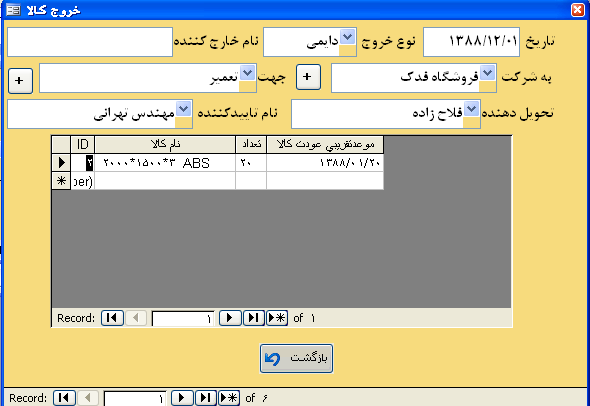 خروج کالا
تاریخ ۱۳۸۸/۱۲/۰۱ نوع خروج دایمی نام خارج کننده
به شرکت فروشگاه فدک + جهت تعمیر +
تحویل دهنده فلاح زاده نام تاییدکننده مهندس تهرانی
موعدتقریبی عودت کالا تعداد نام کالا ID
۱۳۸۸/۰۱/۲۰ ۲۰ ۲۰۰۰*۱۵۰۰*۳ ABS ۲
per)
Record: ۱ of ۱
بازگشت
Record: ۱ of ۶